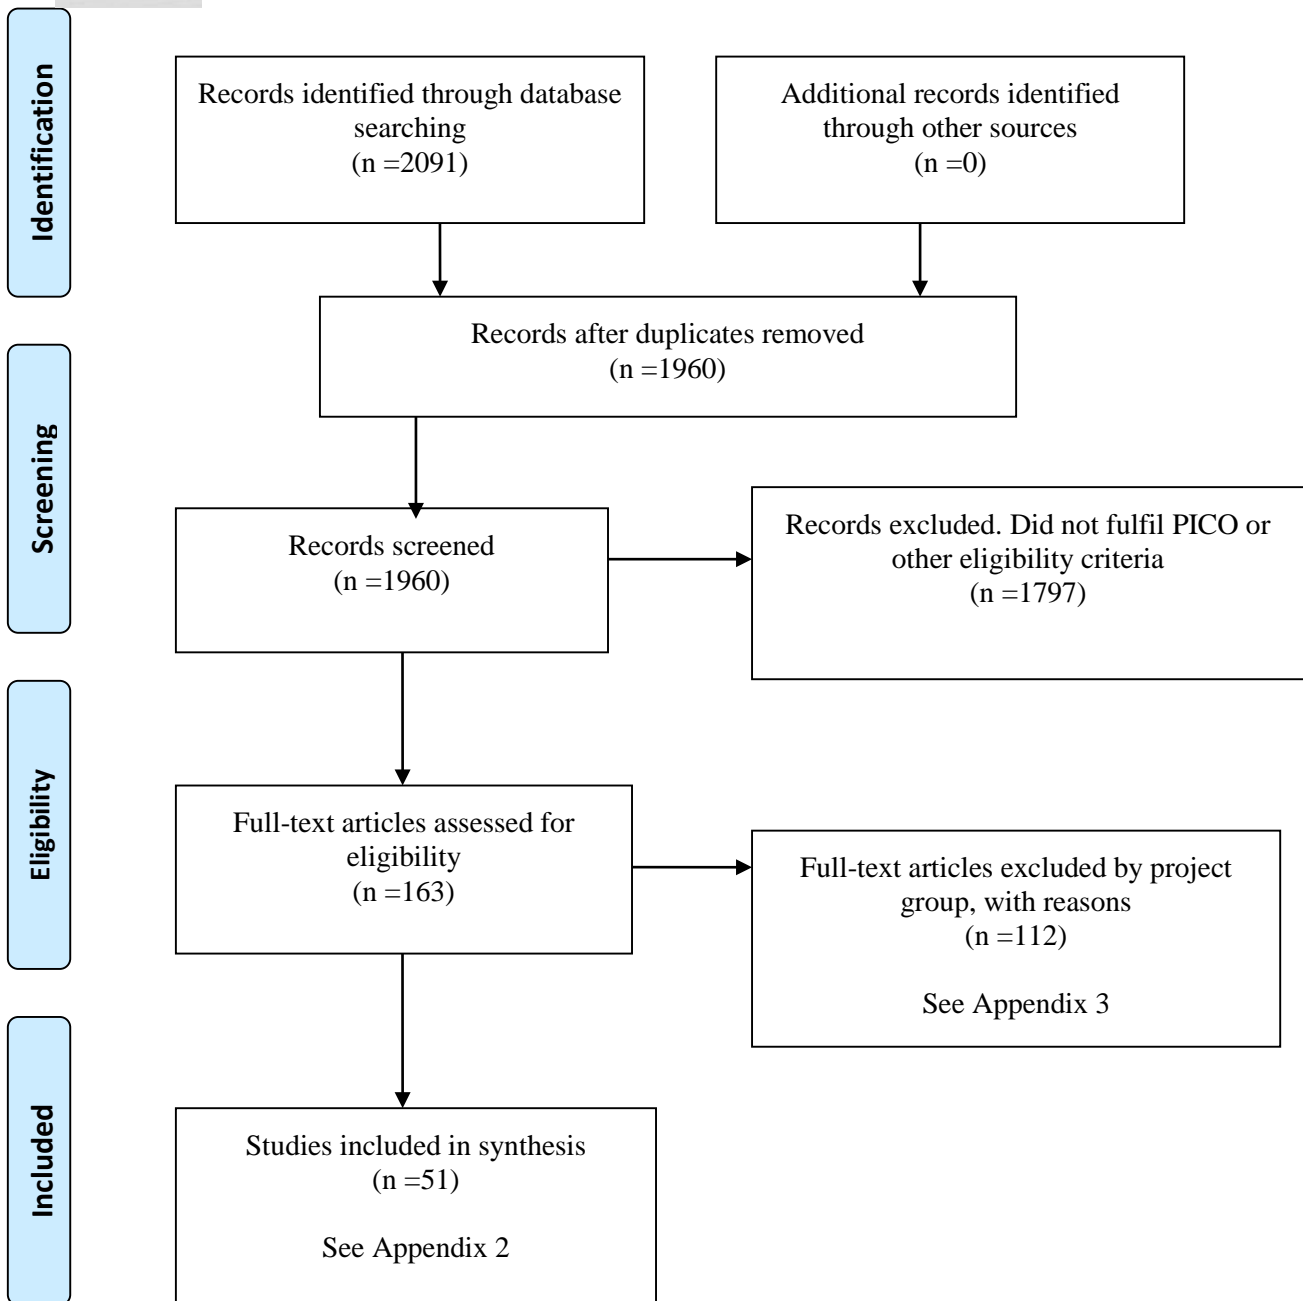 Identification
Records identified through database
searching
(n =2091)
Additional records identified
through other sources
(n =0)
Records after duplicates removed
(n =1960)
Screening
Records screened
(n =1960)
Records excluded. Did not fulfil PICO or
other eligibility criteria
(n =1797)
Eligibility
Full-text articles assessed for
eligibility
(n =163)
Full-text articles excluded by project
group, with reasons
(n =112)
See Appendix 3
Included
Studies included in synthesis
(n =51)
See Appendix 2